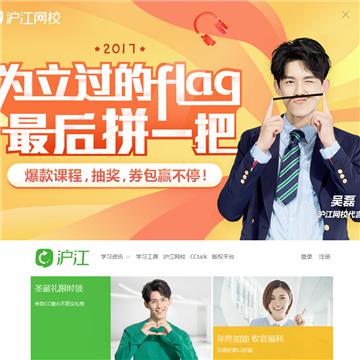 沪江网校
2017
为立过的flag
最后拼一把
爆款课程，抽奖，券包赢不停！
吴磊
沪江网校代言
沪江
学习资讯 学习工具 沪江网校 CCtalk 版权平台 登录 注册
圣诞礼限时领
年终加油 收官福利